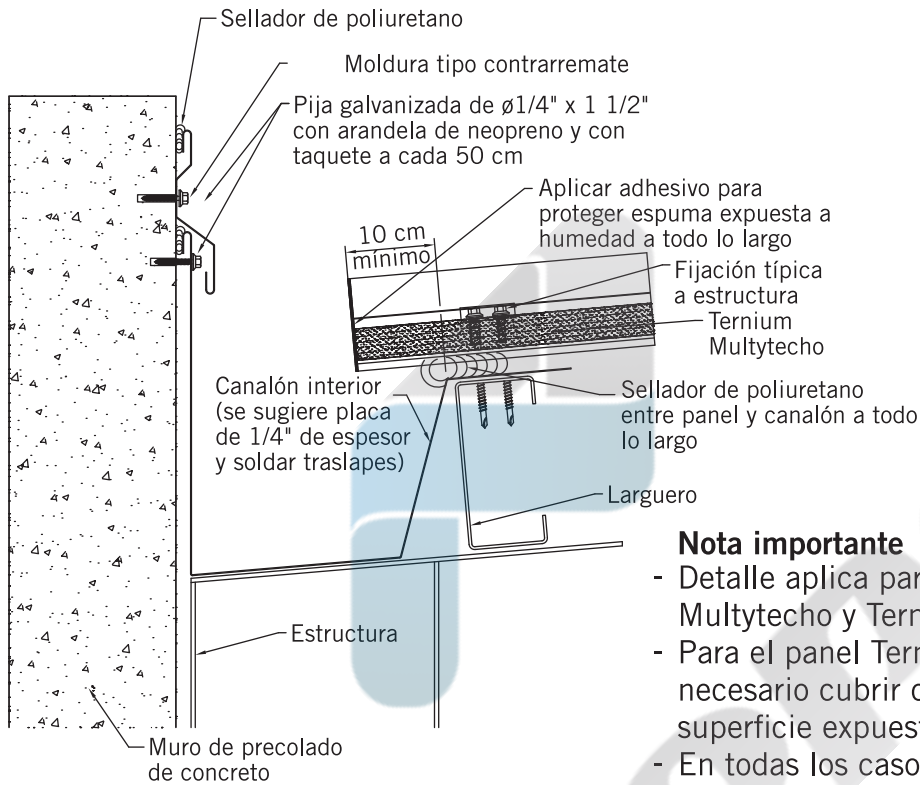 Sellador de poliuretano
Moldura tipo contrarremate
Pija galvanizada de ø1/4" x 1 1/2"
con arandela de neopreno y con
taquete a cada 50 cm
Aplicar adhesivo para
proteger espuma expuesta a
humedad a todo lo largo
10 cm
mínimo
Fijación típica
a estructura
Ternium
Multytecho
Canalón interior
(se sugiere placa
de 1/4" de espesor
y soldar traslapes)
Sellador de poliuretano
entre panel y canalón a todo
lo largo
Larguero
Estructura
Muro de precolado
de concreto
Nota importante
- Detalle aplica par
Multytecho y Tern
- Para el panel Terr
necesario cubrir c
superficie expues
- En todas los caso